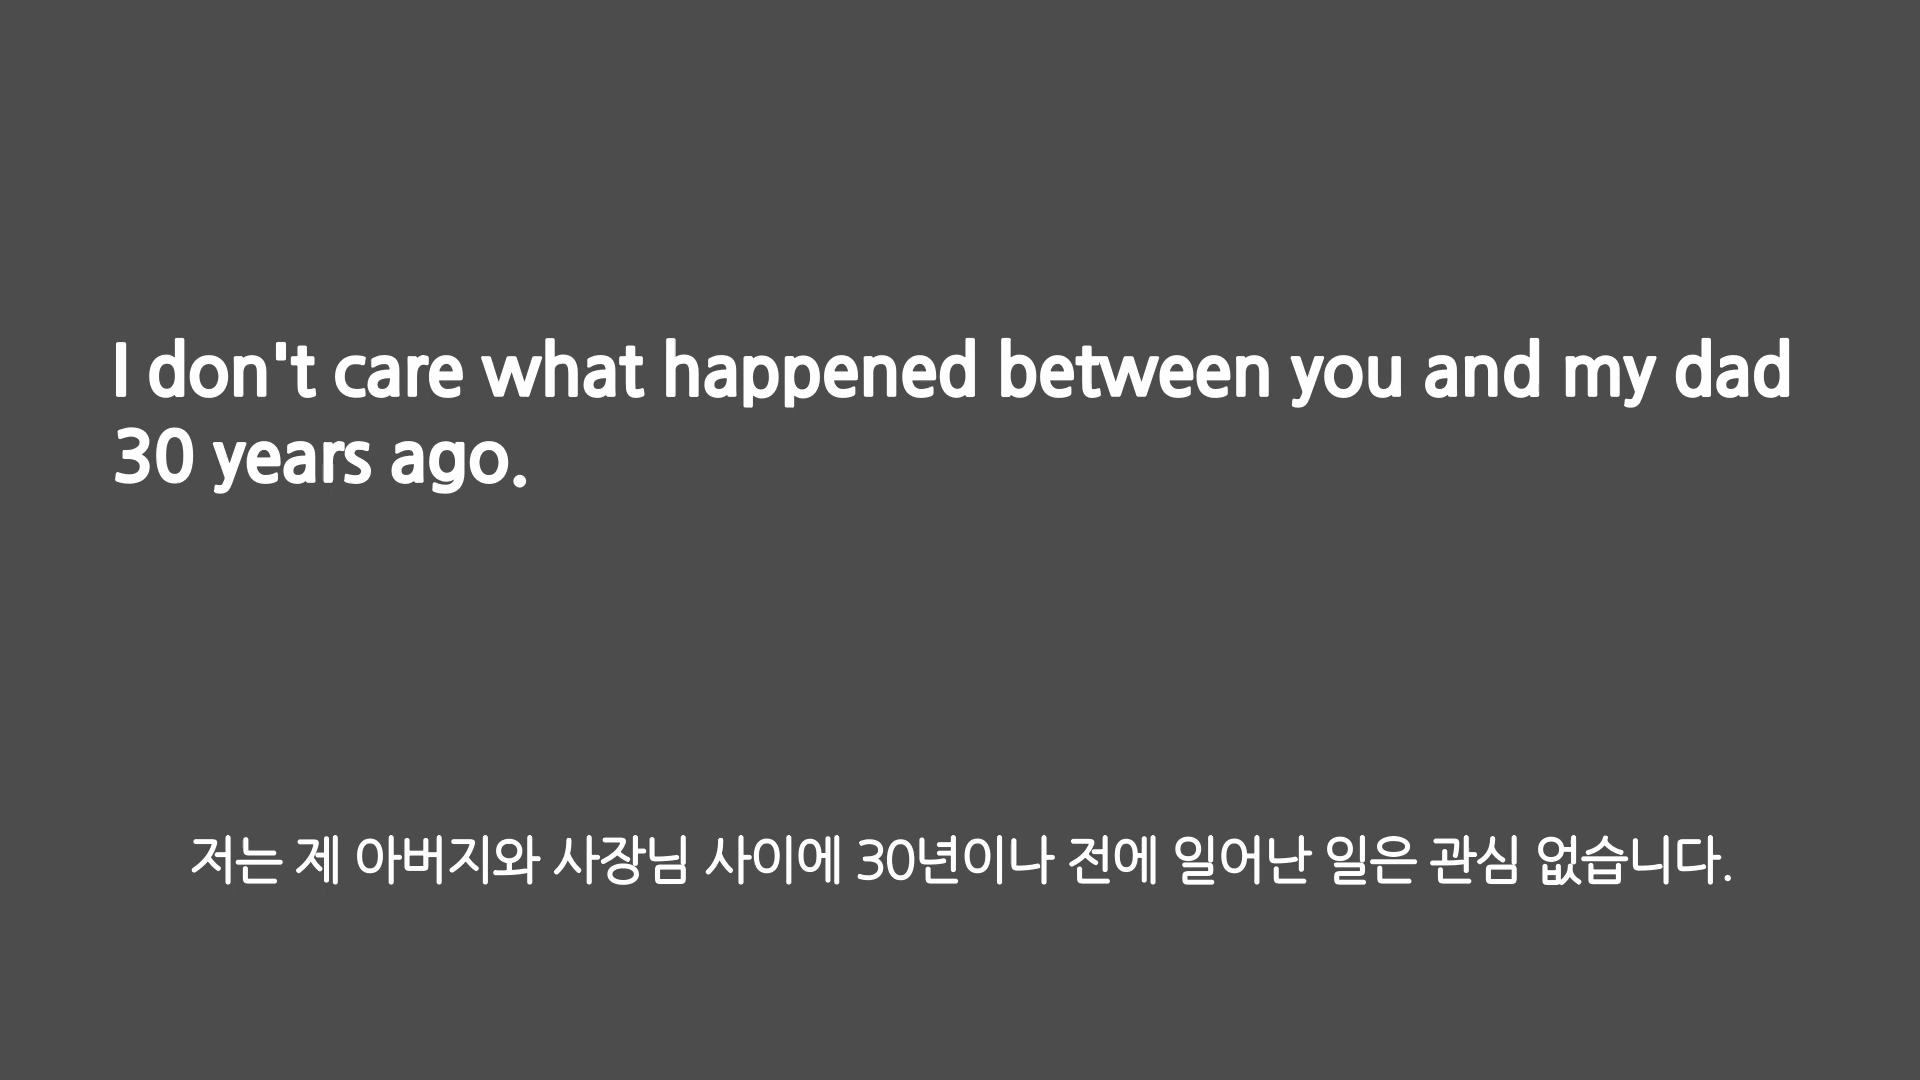 I don't care what happened between you and my dad
30 years ago.
저는 제 아버지와 사장님 사이에 30년이나 전에 일어난 일은 관심 없습니다.